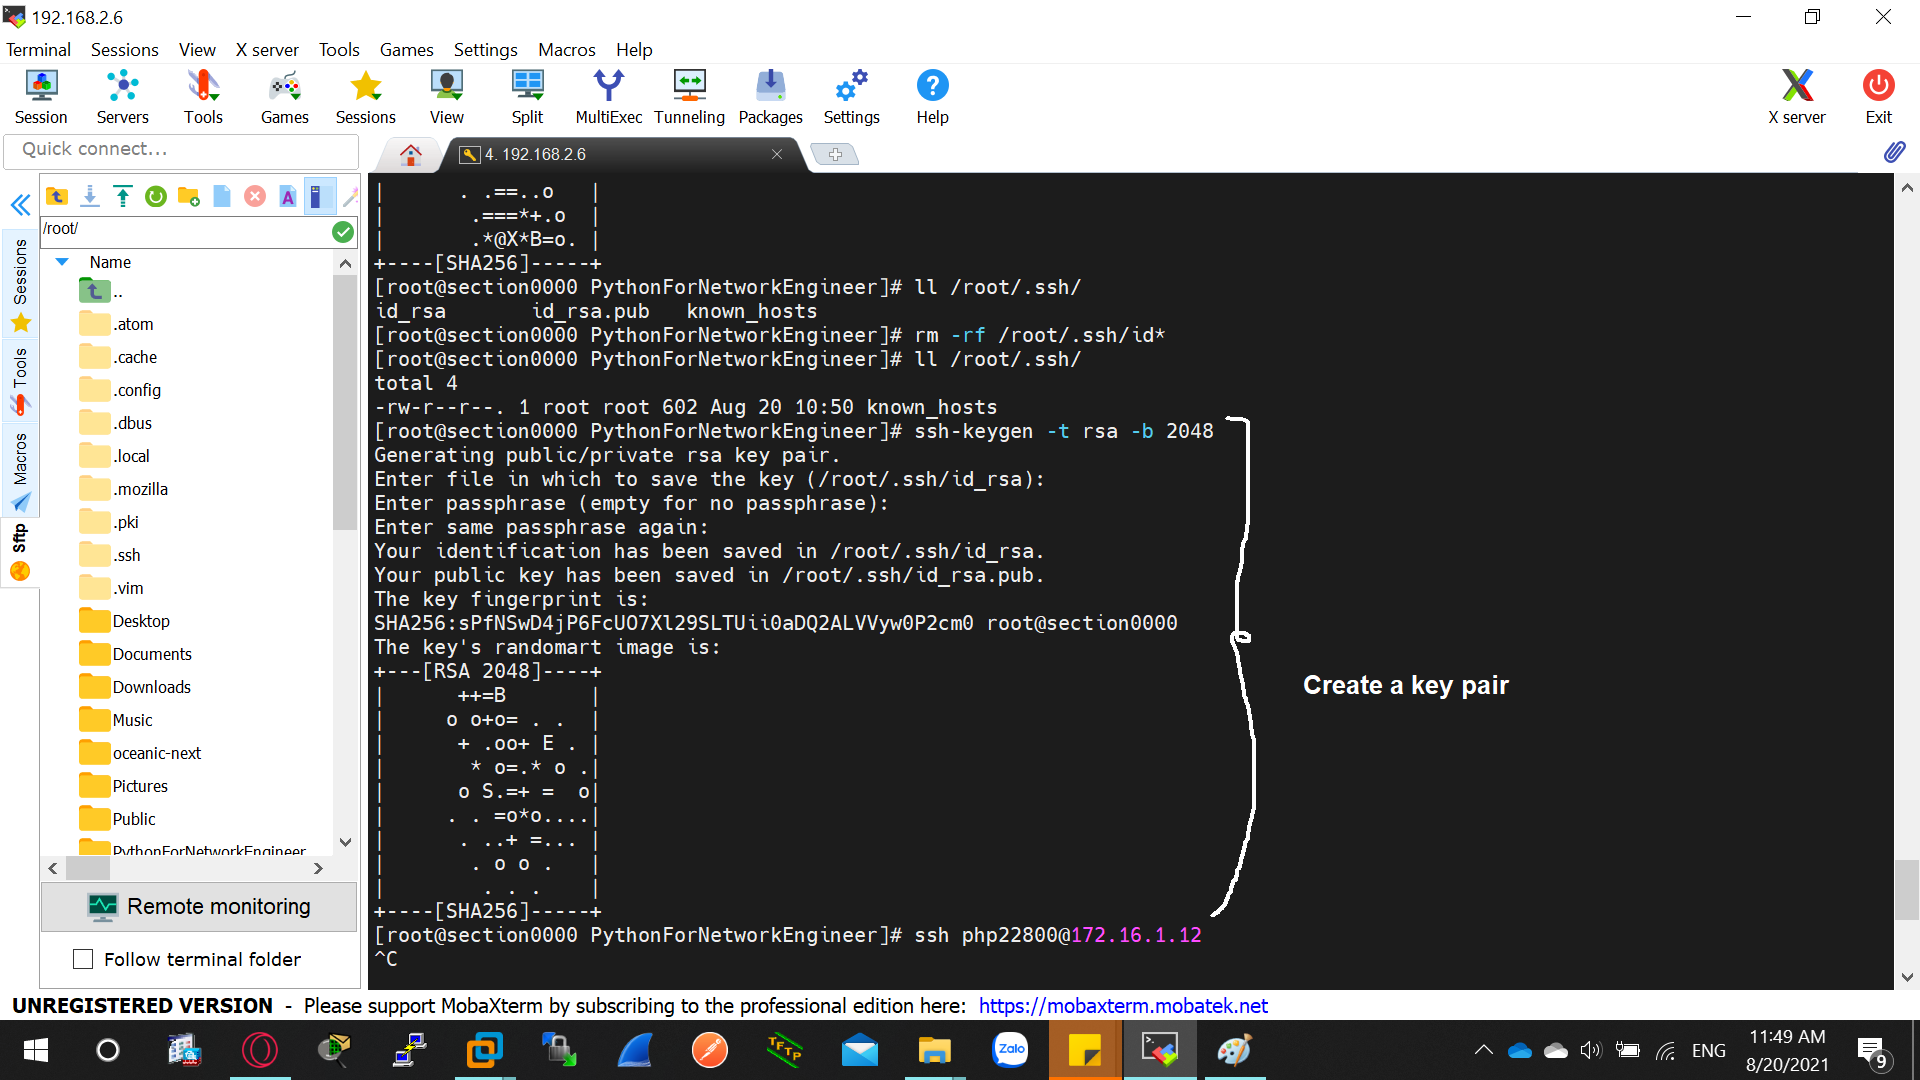 192.168.2.6
Terminal Sessions View X server Tools Games Settings Macros Help
Session Servers Tools Games Sessions View Split MultiExec Tunneling Packages Settings Help X server Exit
Quick connect...
4. 192.168.2.6
/root/
Name
..
.atom
.cache
.config
.dbus
.local
.mozilla
.pki
.ssh
.vim
Desktop
Documents
Downloads
Music
oceanic-next
Pictures
Public
PythonForNetworkEngineer
Sessions
Tools
Macros
Sftp
Remote monitoring
Follow terminal folder
| . .==..o |
| .===*+.o |
| .*@X*B=o. |
+----[SHA256]-----+
[root@section0000 PythonForNetworkEngineer]# ll /root/.ssh/
id_rsa id_rsa.pub known_hosts
[root@section0000 PythonForNetworkEngineer]# rm -rf /root/.ssh/id*
[root@section0000 PythonForNetworkEngineer]# ll /root/.ssh/
total 4
-rw-r--r--. 1 root root 602 Aug 20 10:50 known_hosts
[root@section0000 PythonForNetworkEngineer]# ssh-keygen -t rsa -b 2048
Generating public/private rsa key pair.
Enter file in which to save the key (/root/.ssh/id_rsa):
Enter passphrase (empty for no passphrase):
Enter same passphrase again:
Your identification has been saved in /root/.ssh/id_rsa.
Your public key has been saved in /root/.ssh/id_rsa.pub.
The key fingerprint is:
SHA256:sPfNSwD4jP6FcUO7Xl29SLTUii0aDQ2ALVVyw0P2cm0 root@section0000
The key's randomart image is:
+---[RSA 2048]----+
| ++=B |
| o o+o= . . |
| + .oo+ E . |
| * o=.* o .|
| o S.=+ = o|
| . . =o*o....|
| . ..+ =... |
| . o o . |
| . . . |
+----[SHA256]-----+
[root@section0000 PythonForNetworkEngineer]# ssh php22800@172.16.1.12
^C
Create a key pair
UNREGISTERED VERSION - Please support MobaXterm by subscribing to the professional edition here: https://mobaxterm.mobatek.net
TFTP
Zalo
ENG
11:49 AM
8/20/2021
9